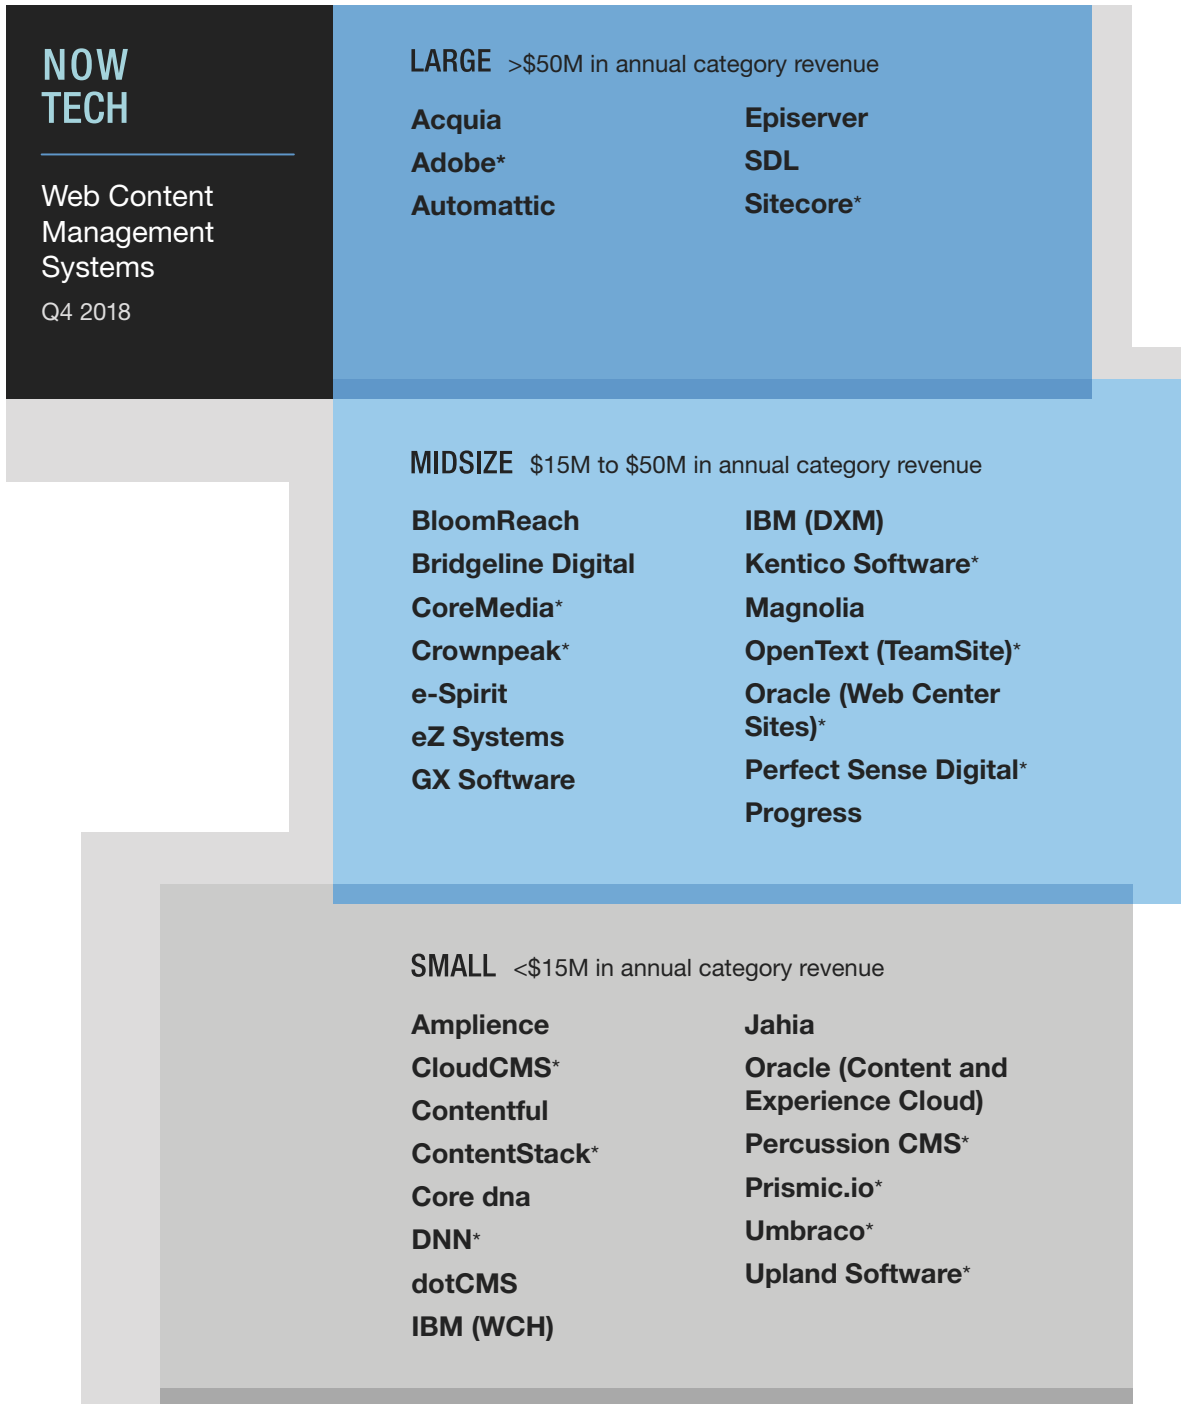 NOW
TECH
Web Content
Management
Systems
Q4 2018
LARGE >$50M in annual category revenue
Acquia
Adobe*
Automattic
Episerver
SDL
Sitecore*
MIDSIZE $15M to $50M in annual category revenue
BloomReach
Bridgeline Digital
CoreMedia*
Crownpeak*
e-Spirit
eZ Systems
GX Software
IBM (DXM)
Kentico Software*
Magnolia
OpenText (TeamSite)*
Oracle (Web Center
Sites)*
Perfect Sense Digital*
Progress
SMALL <$15M in annual category revenue
Amplience
CloudCMS*
Contentful
ContentStack*
Core dna
DNN*
dotCMS
IBM (WCH)
Jahia
Oracle (Content and
Experience Cloud)
Percussion CMS*
Prismic.io*
Umbraco*
Upland Software*